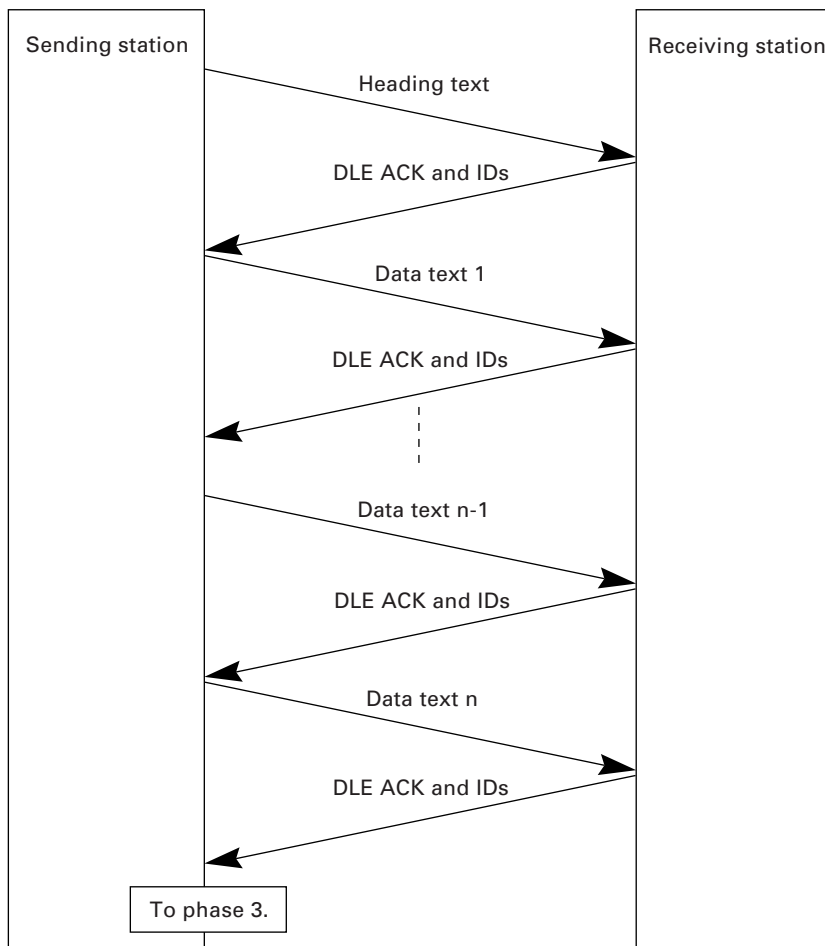 Sending station
Receiving station
Heading text
DLE ACK and IDs
Data text 1
DLE ACK and IDs
Data text n-1
DLE ACK and IDs
Data text n
DLE ACK and IDs
To phase 3.